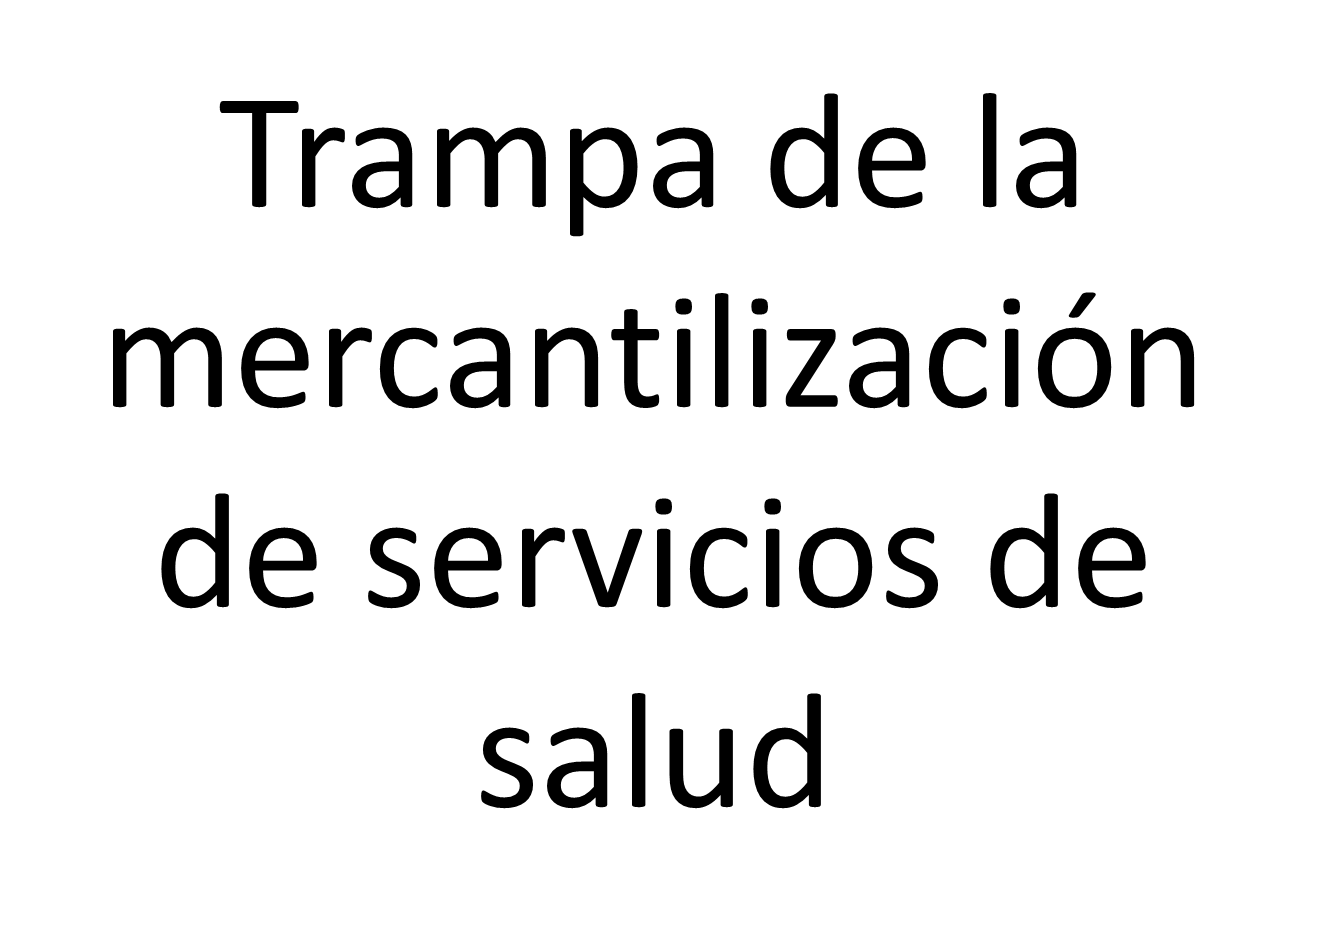 Trampa de la
mercantilización
de servicios de
salud